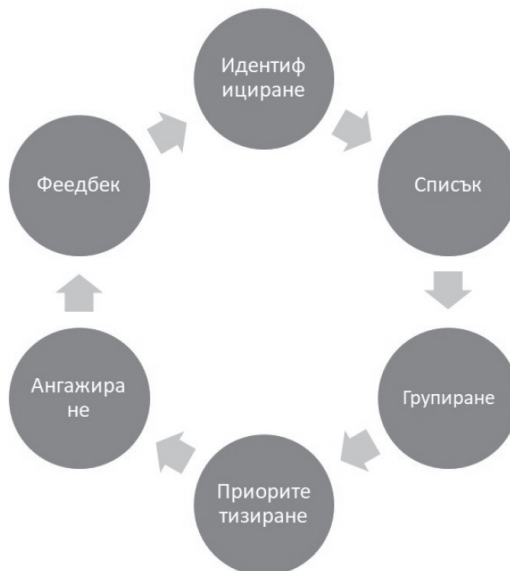 Идентиф
ициране
Списък
Групиране
Приорите
тизиране
Ангажира
не
Феедбек